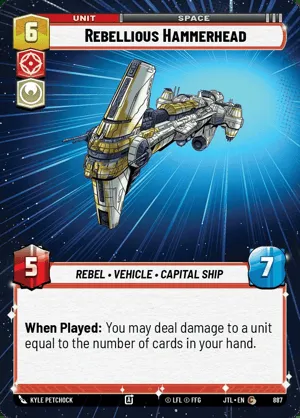 UNIT
SPACE
6
REBELLIOUS HAMMERHEAD
5
7
REBEL • VEHICLE • CAPITAL SHIP
When Played: You may deal damage to a unit
equal to the number of cards in your hand.
KYLE PETCHOCK
© LFL © FFG
JTL • EN
C
887